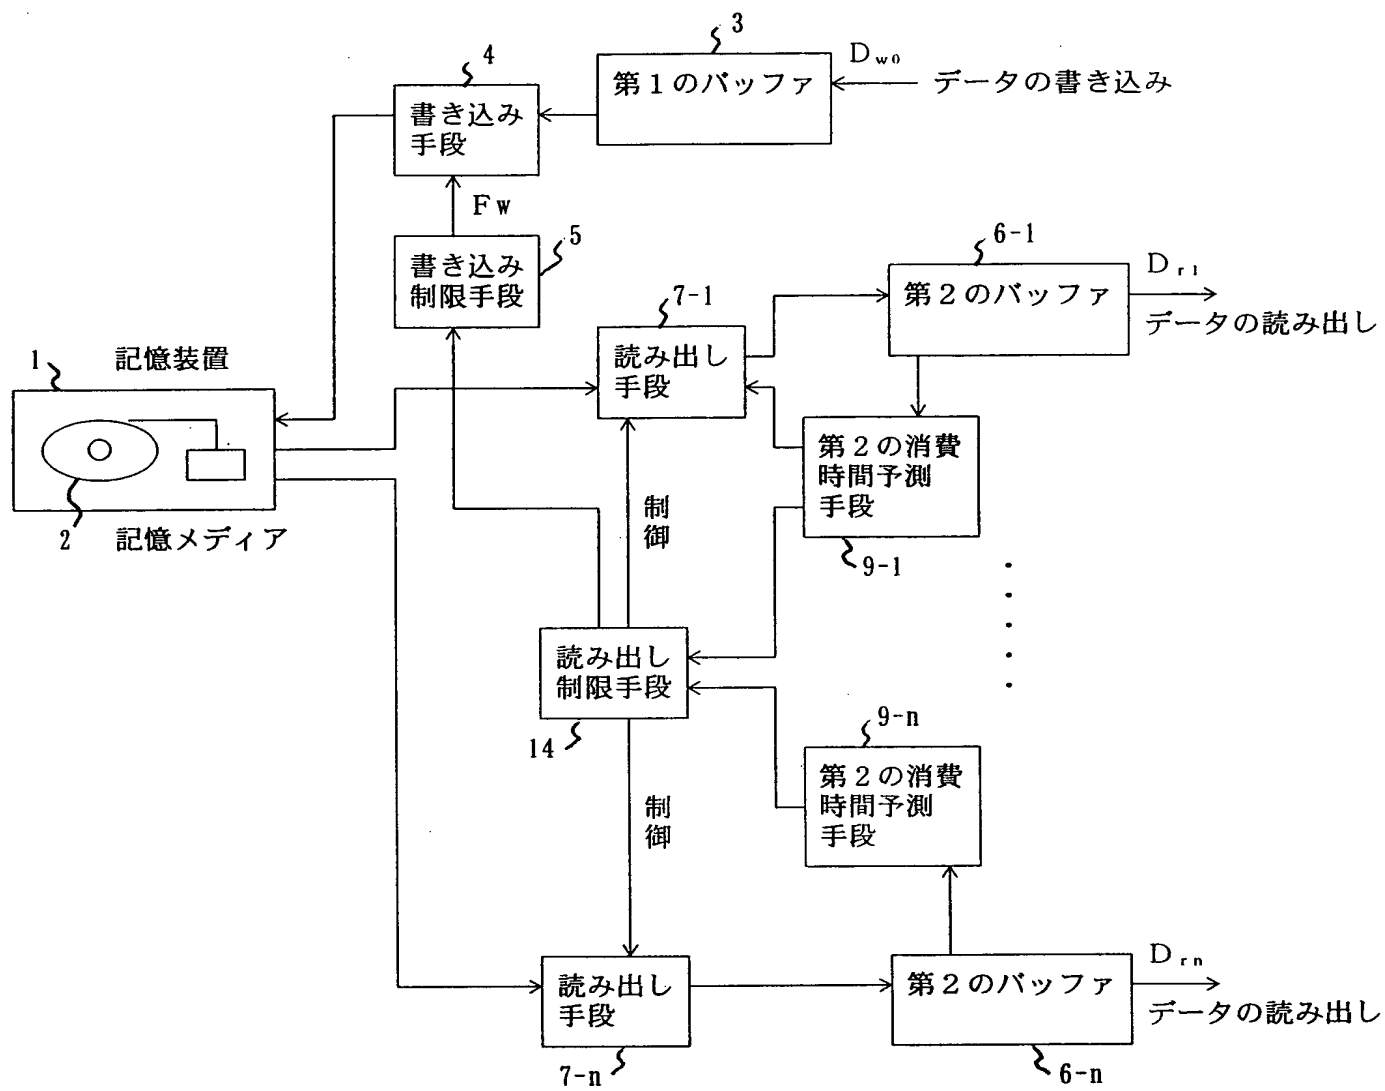 3
Dw0
第1のバッファ
データの書き込み
4
書き込み
手段
Fw
5
書き込み
制限手段
6-1
第2のバッファ
Dr1
データの読み出し
7-1
読み出し
手段
1
記憶装置
2
記憶メディア
第2の消費
時間予測
手段
9-1
制
御
読み出し
制限手段
14
9-n
第2の消費
時間予測
手段
制
御
読み出し
手段
7-n
第2のバッファ
6-n
Drn
データの読み出し